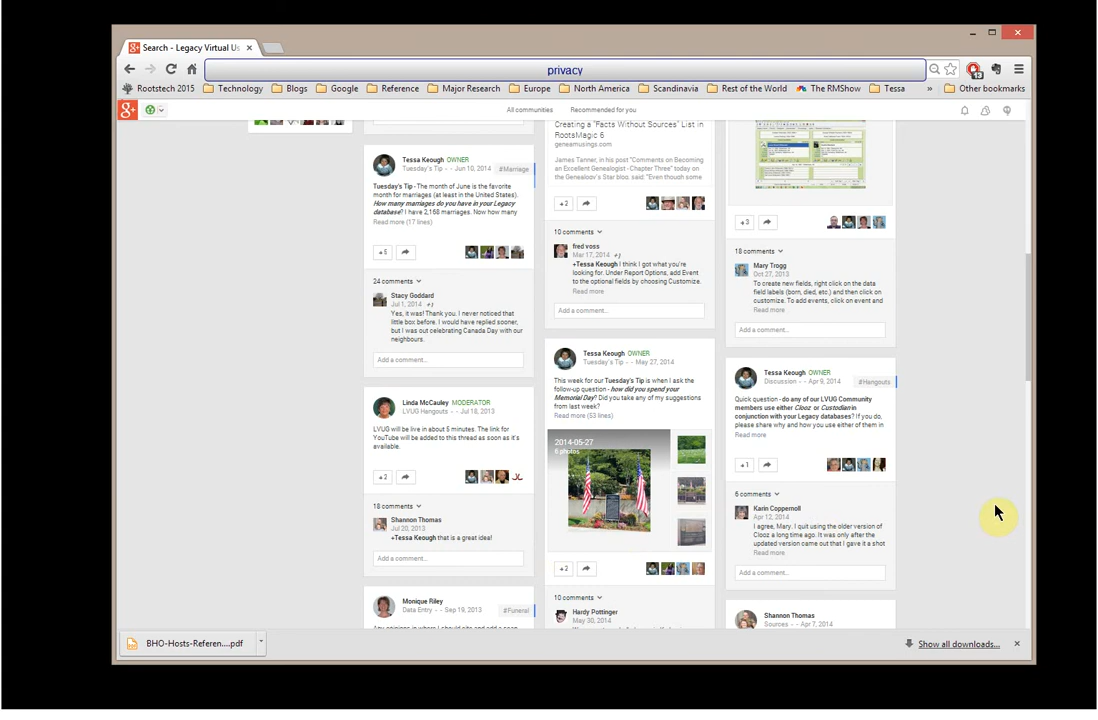 Search - Legacy Virtual Us
privacy
Rootstech 2015 Technology Blogs Google Reference Major Research Europe North America Scandinavia Rest of the World The RMShow Tessa » Other bookmarks
13
g+
All communities Recommended for you
Tessa Keough OWNER
Tuesday's Tip - Jun 10, 2014
#Marriage
Tuesday's Tip - The month of June is the favorite
month for marriages (at least in the United States).
How many marriages do you have in your Legacy
database? I have 2,168 marriages. Now how many
Read more (17 lines)
+5
24 comments
Stacy Goddard
Jul 1, 2014 +1
Yes, it was! Thank you. I never noticed that
little box before. I would have replied sooner,
but I was out celebrating Canada Day with our
neighbours.
Add a comment...
Linda McCauley MODERATOR
LVUG Hangouts - Jul 18, 2013
LVUG will be live in about 5 minutes. The link for
YouTube will be added to this thread as soon as it's
available.
+2
18 comments
Shannon Thomas
Jul 20, 2013
+Tessa Keough that is a great idea!
Add a comment...
Monique Riley
Data Entry - Sep 19, 2013
#Funeral
Creating a "Facts Without Sources" List in
RootsMagic 6
geneamusings.com
James Tanner, in his post "Comments on Becoming
an Excellent Genealogist - Chapter Three" today on
the Genealogy's Star blog, said: "Even though some
+2
10 comments
fred voss
Mar 17, 2014 +1
+Tessa Keough I think I got what you're
looking for. Under Report Options, add Event
to the optional fields by choosing Customize.
Read more
Add a comment...
Tessa Keough OWNER
Tuesday's Tip - May 27, 2014
This week for our Tuesday's Tip is when I ask the
follow-up question - how did you spend your
Memorial Day? Did you take any of my suggestions
from last week?
Read more (53 lines)
2014-05-27
6 photos
+2
10 comments
Hardy Pottinger
May 30, 2014
+3
18 comments
Mary Trogg
Oct 27, 2013
To create new fields, right click on the data
field labels (born, died, etc.) and then click on
customize. To add events, click on event and
Read more
Add a comment...
Tessa Keough OWNER
Discussion - Apr 9, 2014
#Hangouts
Quick question - do any of our LVUG Community
members use either Clooz or Custodian in
conjunction with your Legacy databases? If you do,
please share why and how you use either of them in
Read more
+1
6 comments
Karin Coppernoll
Apr 12, 2014
I agree, Mary. I quit using the older version of
Clooz a long time ago. It was only after the
updated version came out that I gave it a shot
Read more
Add a comment...
Shannon Thomas
Sources - Apr 7, 2014
BHO-Hosts-Referen....pdf
Show all downloads...